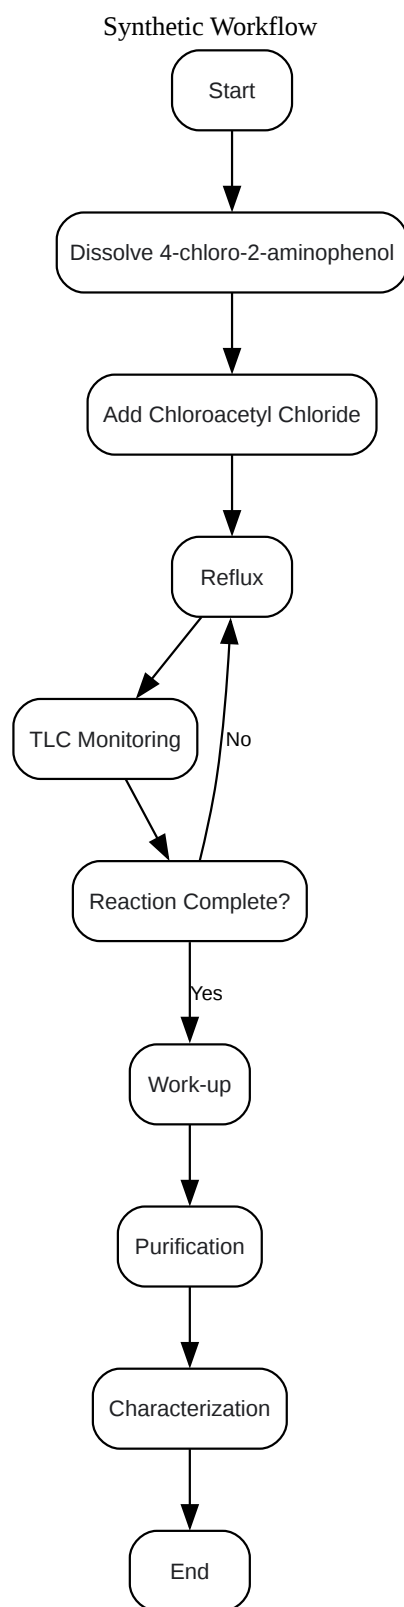 Synthetic Workflow
Start
Dissolve 4-chloro-2-aminophenol
Add Chloroacetyl Chloride
Reflux
TLC Monitoring
No
Reaction Complete?
Yes
Work-up
Purification
Characterization
End